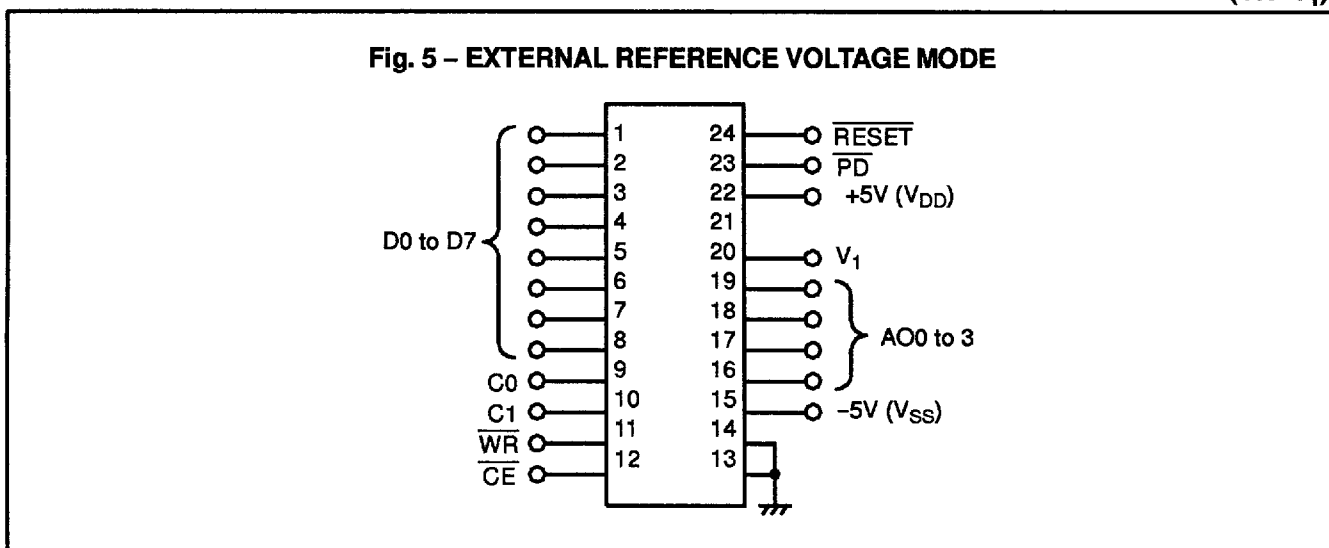 Fig. 5 – EXTERNAL REFERENCE VOLTAGE MODE
1 24 RESET
2 23 PD
3 22 +5V (VDD)
4 21
D0 to D7
5 20 V1
6 19
7 18
AO0 to 3
8 17
C0 9 16
C1 10 15 –5V (VSS)
WR 11 14
CE 12 13